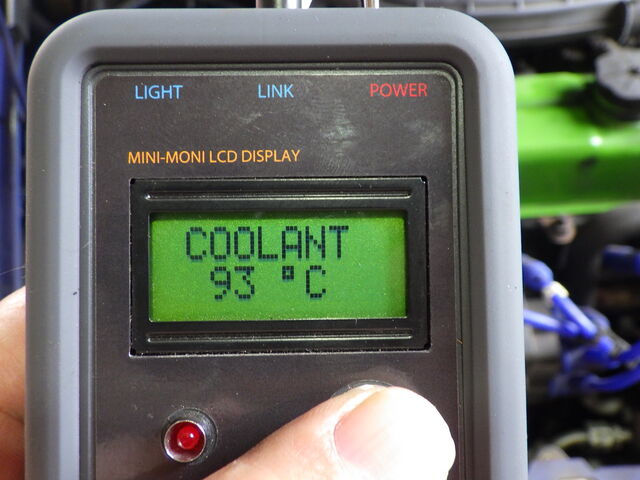 LIGHT LINK POWER
MINI-MONI LCD DISPLAY
COOLANT
93 °C